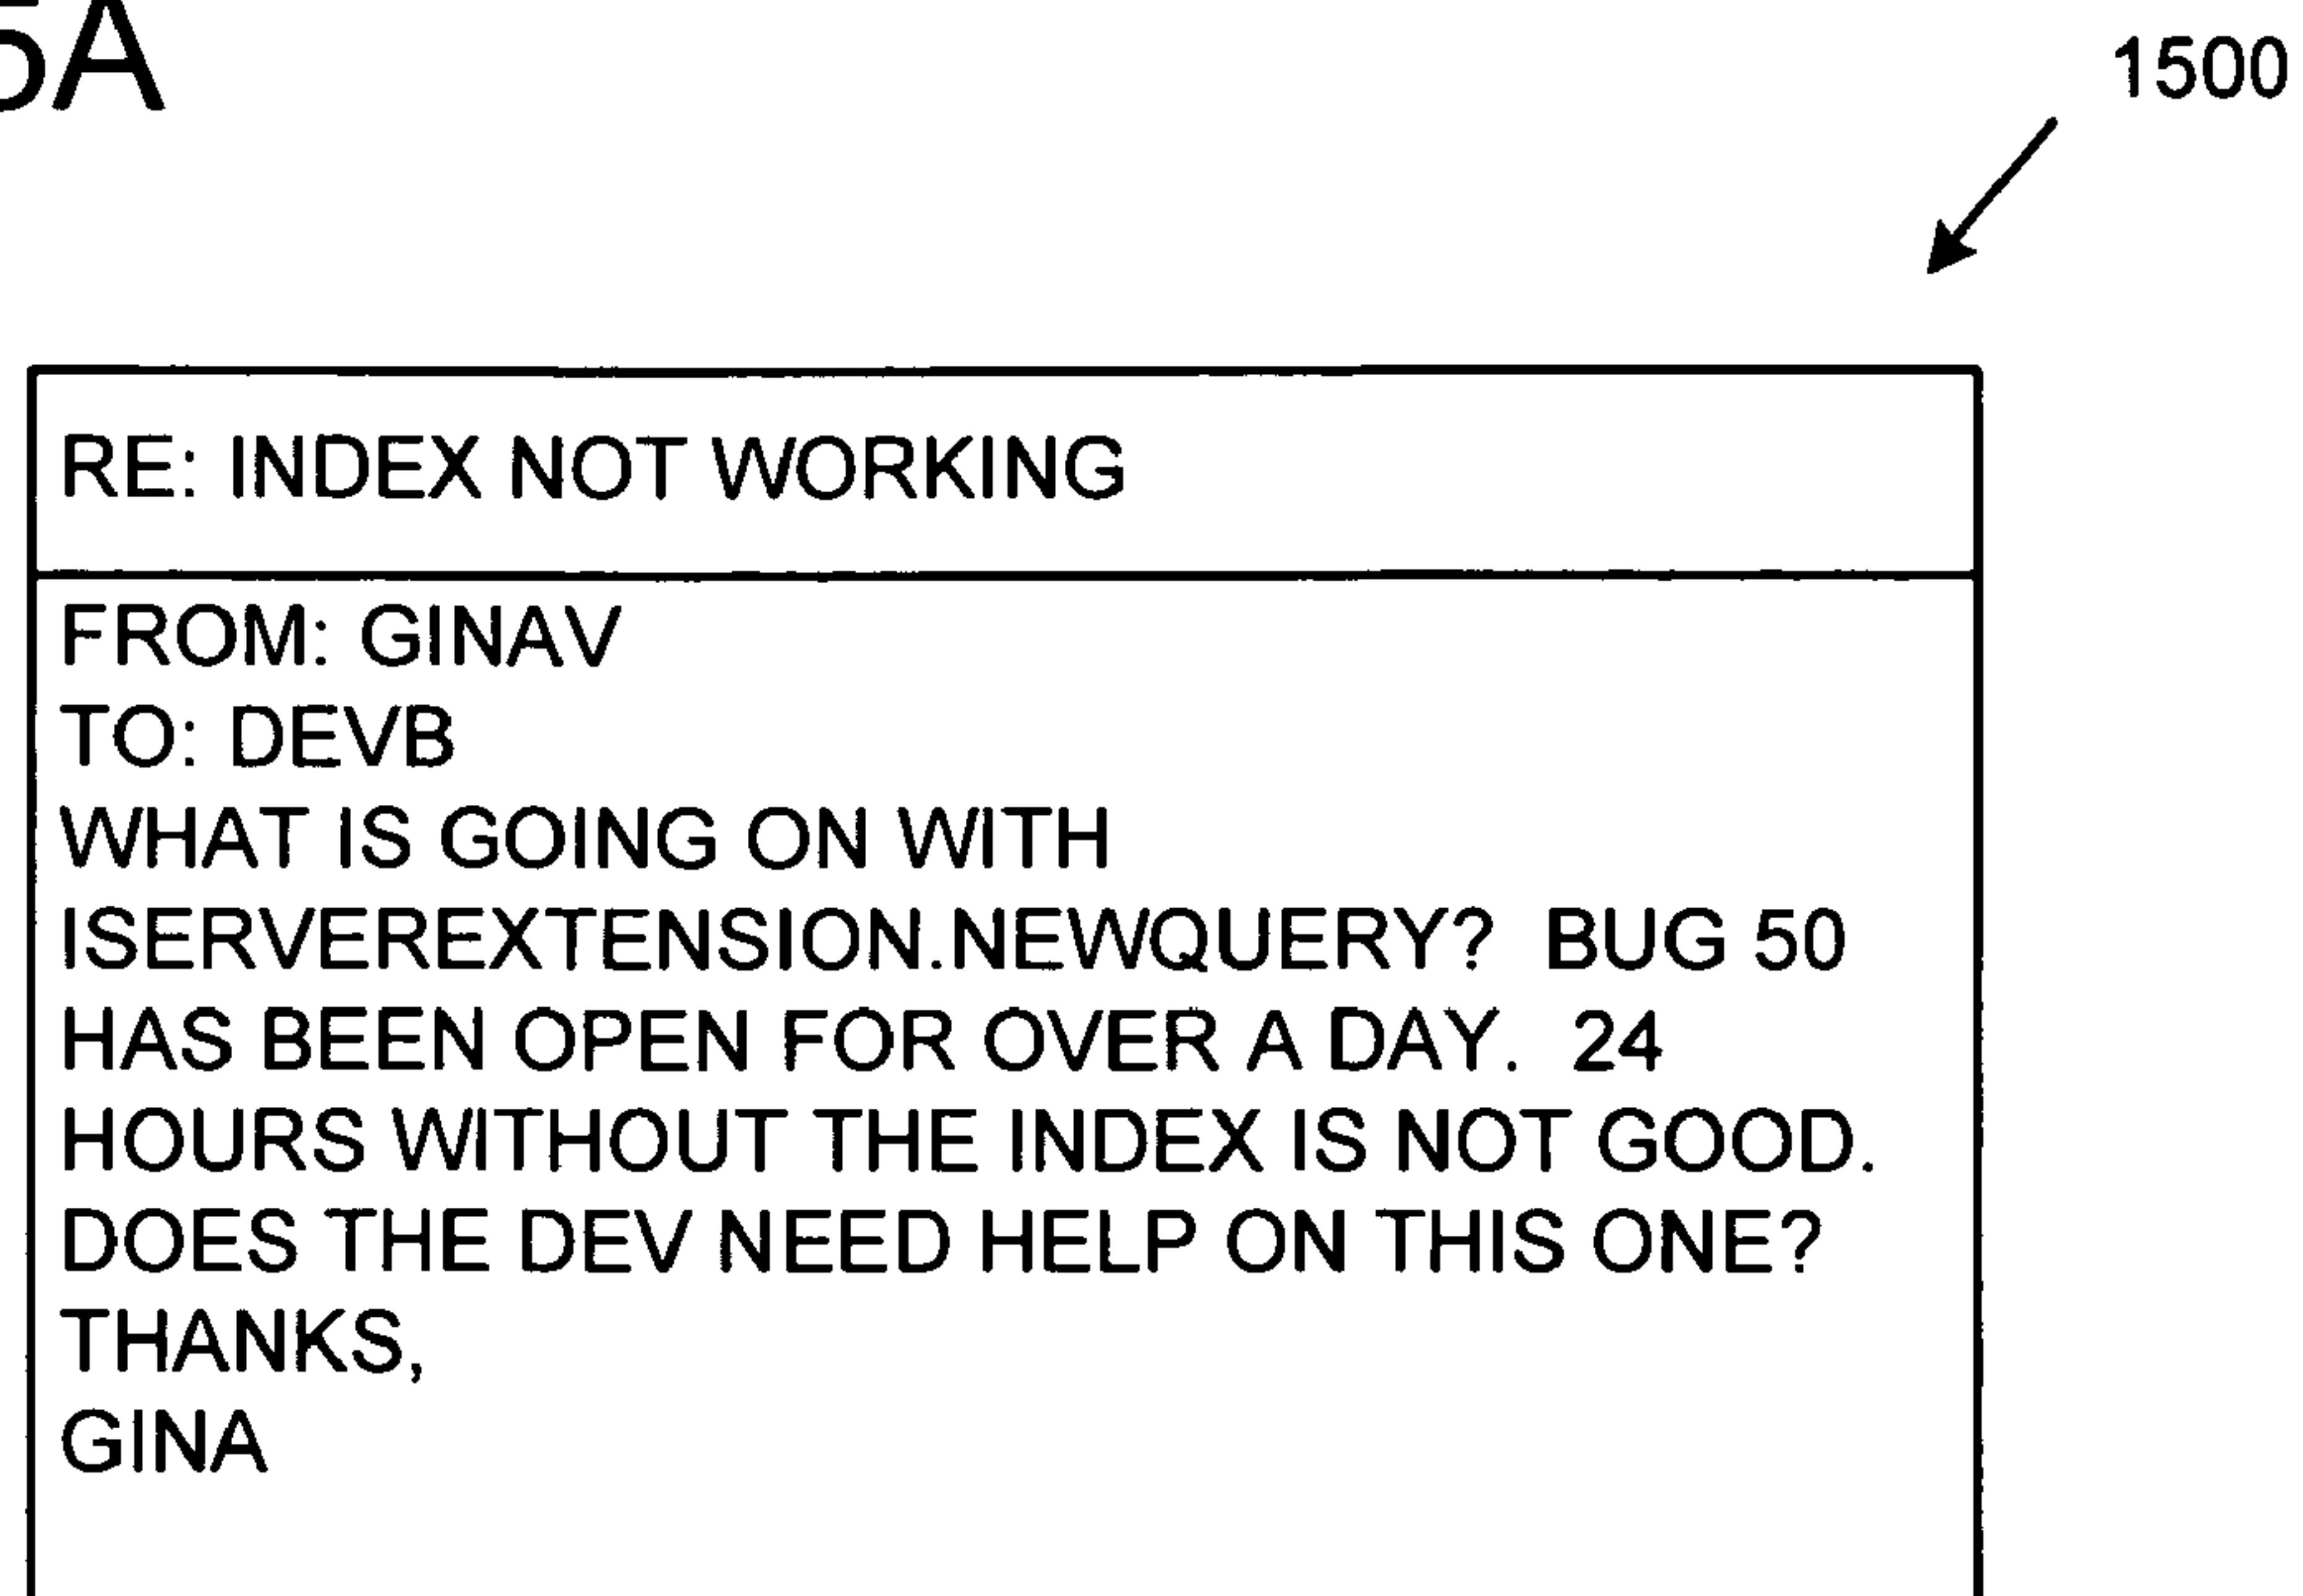 5A
1500
RE: INDEX NOT WORKING
FROM: GINAV
TO: DEVB
WHAT IS GOING ON WITH
ISERVEREXTENSION.NEWQUERY? BUG 50
HAS BEEN OPEN FOR OVER A DAY. 24
HOURS WITHOUT THE INDEX IS NOT GOOD.
DOES THE DEV NEED HELP ON THIS ONE?
THANKS,
GINA